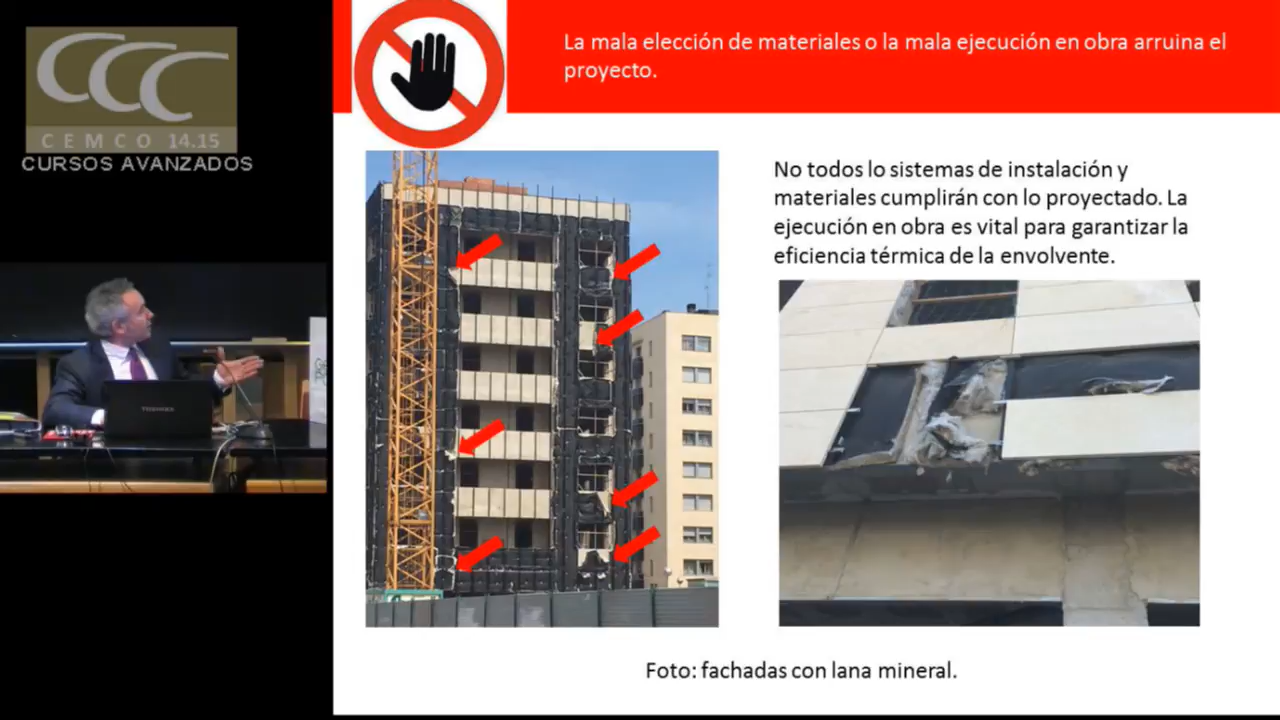 CCC
CEMCO 14.15
CURSOS AVANZADOS
La mala elección de materiales o la mala ejecución en obra arruina el
proyecto.
No todos lo sistemas de instalación y
materiales cumplirán con lo proyectado. La
ejecución en obra es vital para garantizar la
eficiencia térmica de la envolvente.
TOSHIBA
Foto: fachadas con lana mineral.